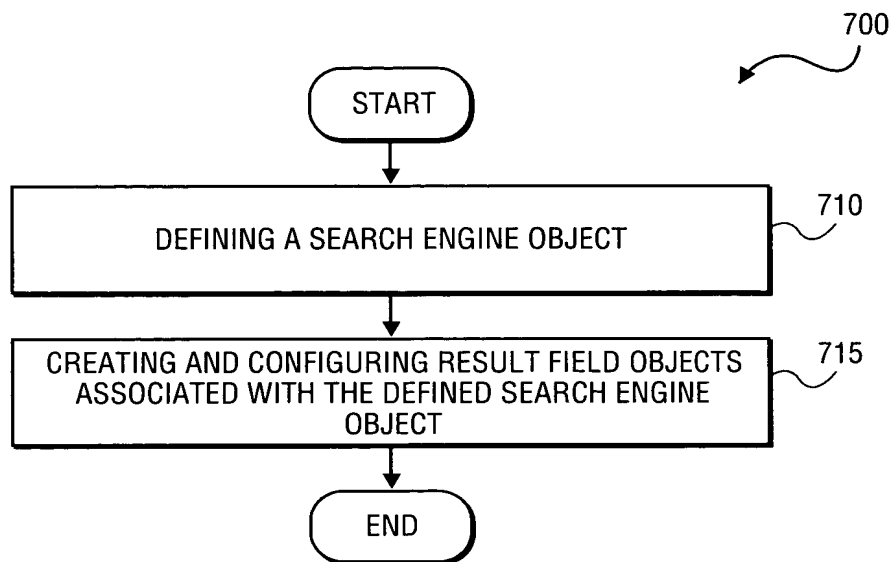 700
START
DEFINING A SEARCH ENGINE OBJECT
710
CREATING AND CONFIGURING RESULT FIELD OBJECTS
ASSOCIATED WITH THE DEFINED SEARCH ENGINE
OBJECT
715
END